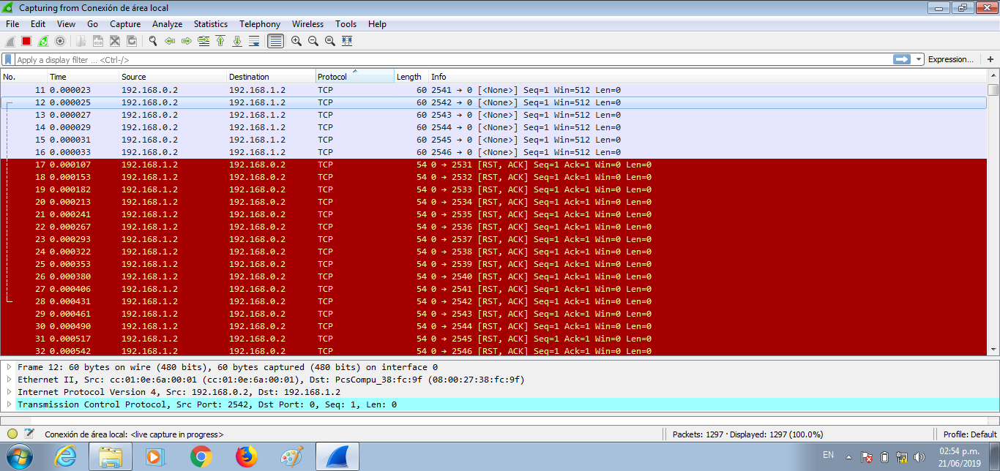 Capturing from Conexión de área local
File Edit View Go Capture Analyze Statistics Telephony Wireless Tools Help
Apply a display filter ... <Ctrl-/> Expression... +
No. Time Source Destination Protocol Length Info
11 0.000023 192.168.0.2 192.168.1.2 TCP 60 2541 → 0 [<None>] Seq=1 Win=512 Len=0
12 0.000025 192.168.0.2 192.168.1.2 TCP 60 2542 → 0 [<None>] Seq=1 Win=512 Len=0
13 0.000027 192.168.0.2 192.168.1.2 TCP 60 2543 → 0 [<None>] Seq=1 Win=512 Len=0
14 0.000029 192.168.0.2 192.168.1.2 TCP 60 2544 → 0 [<None>] Seq=1 Win=512 Len=0
15 0.000031 192.168.0.2 192.168.1.2 TCP 60 2545 → 0 [<None>] Seq=1 Win=512 Len=0
16 0.000033 192.168.0.2 192.168.1.2 TCP 60 2546 → 0 [<None>] Seq=1 Win=512 Len=0
17 0.000107 192.168.1.2 192.168.0.2 TCP 54 0 → 2531 [RST, ACK] Seq=1 Ack=1 Win=0 Len=0
18 0.000153 192.168.1.2 192.168.0.2 TCP 54 0 → 2532 [RST, ACK] Seq=1 Ack=1 Win=0 Len=0
19 0.000182 192.168.1.2 192.168.0.2 TCP 54 0 → 2533 [RST, ACK] Seq=1 Ack=1 Win=0 Len=0
20 0.000213 192.168.1.2 192.168.0.2 TCP 54 0 → 2534 [RST, ACK] Seq=1 Ack=1 Win=0 Len=0
21 0.000241 192.168.1.2 192.168.0.2 TCP 54 0 → 2535 [RST, ACK] Seq=1 Ack=1 Win=0 Len=0
22 0.000267 192.168.1.2 192.168.0.2 TCP 54 0 → 2536 [RST, ACK] Seq=1 Ack=1 Win=0 Len=0
23 0.000293 192.168.1.2 192.168.0.2 TCP 54 0 → 2537 [RST, ACK] Seq=1 Ack=1 Win=0 Len=0
24 0.000322 192.168.1.2 192.168.0.2 TCP 54 0 → 2538 [RST, ACK] Seq=1 Ack=1 Win=0 Len=0
25 0.000353 192.168.1.2 192.168.0.2 TCP 54 0 → 2539 [RST, ACK] Seq=1 Ack=1 Win=0 Len=0
26 0.000380 192.168.1.2 192.168.0.2 TCP 54 0 → 2540 [RST, ACK] Seq=1 Ack=1 Win=0 Len=0
27 0.000406 192.168.1.2 192.168.0.2 TCP 54 0 → 2541 [RST, ACK] Seq=1 Ack=1 Win=0 Len=0
28 0.000431 192.168.1.2 192.168.0.2 TCP 54 0 → 2542 [RST, ACK] Seq=1 Ack=1 Win=0 Len=0
29 0.000461 192.168.1.2 192.168.0.2 TCP 54 0 → 2543 [RST, ACK] Seq=1 Ack=1 Win=0 Len=0
30 0.000490 192.168.1.2 192.168.0.2 TCP 54 0 → 2544 [RST, ACK] Seq=1 Ack=1 Win=0 Len=0
31 0.000517 192.168.1.2 192.168.0.2 TCP 54 0 → 2545 [RST, ACK] Seq=1 Ack=1 Win=0 Len=0
32 0.000542 192.168.1.2 192.168.0.2 TCP 54 0 → 2546 [RST, ACK] Seq=1 Ack=1 Win=0 Len=0
Frame 12: 60 bytes on wire (480 bits), 60 bytes captured (480 bits) on interface 0
Ethernet II, Src: cc:01:0e:6a:00:01 (cc:01:0e:6a:00:01), Dst: PcsCompu_38:fc:9f (08:00:27:38:fc:9f)
Internet Protocol Version 4, Src: 192.168.0.2, Dst: 192.168.1.2
Transmission Control Protocol, Src Port: 2542, Dst Port: 0, Seq: 1, Len: 0
Conexión de área local: <live capture in progress> Packets: 1297 · Displayed: 1297 (100.0%) Profile: Default
EN 02:54 p.m.
21/06/2019